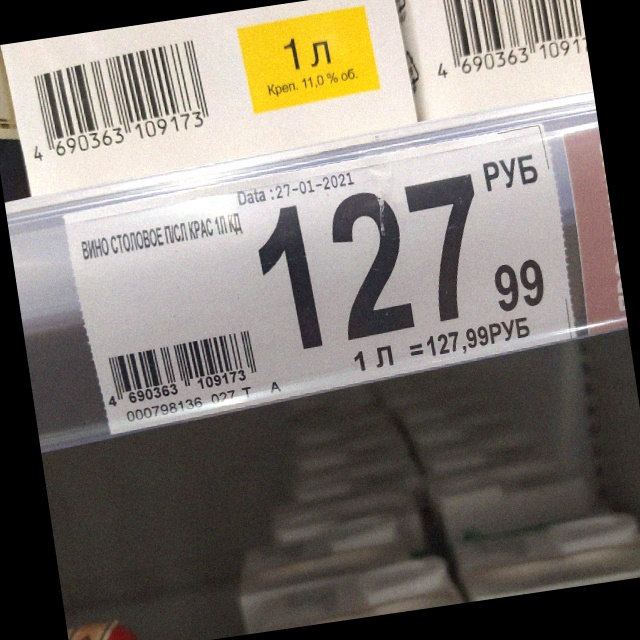 1 л
Креп. 11,0 % об.
4 690363 109173
4 690363 10917
Data :27-01-2021
ВИНО СТОЛОВОЕ П/СЛ КРАС 1Л КД
127 99 РУБ
1 Л =127,99РУБ
4 690363 109173
000798136 027 T A